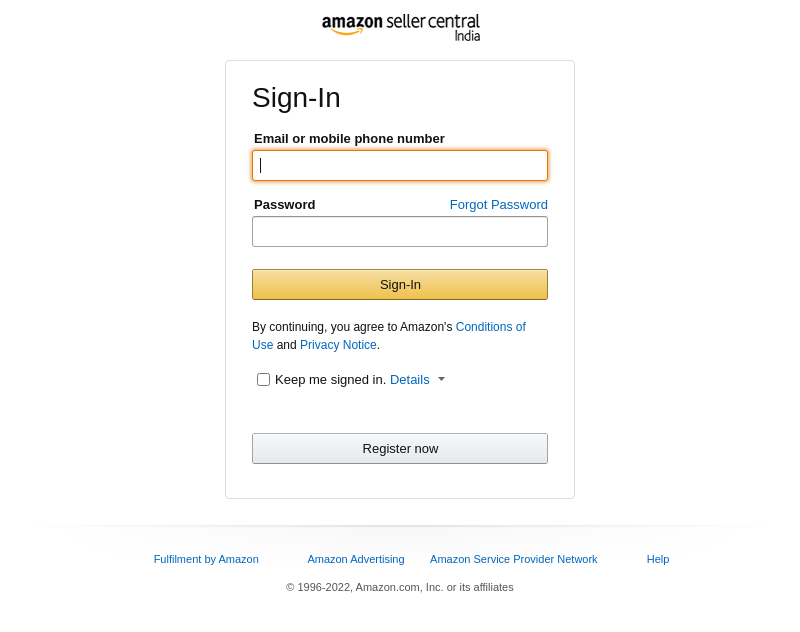 amazon seller central
India
Sign-In
Email or mobile phone number
Password Forgot Password
Sign-In
By continuing, you agree to Amazon's Conditions of
Use and Privacy Notice.
Keep me signed in. Details
Register now
Fulfilment by Amazon Amazon Advertising Amazon Service Provider Network Help
© 1996-2022, Amazon.com, Inc. or its affiliates